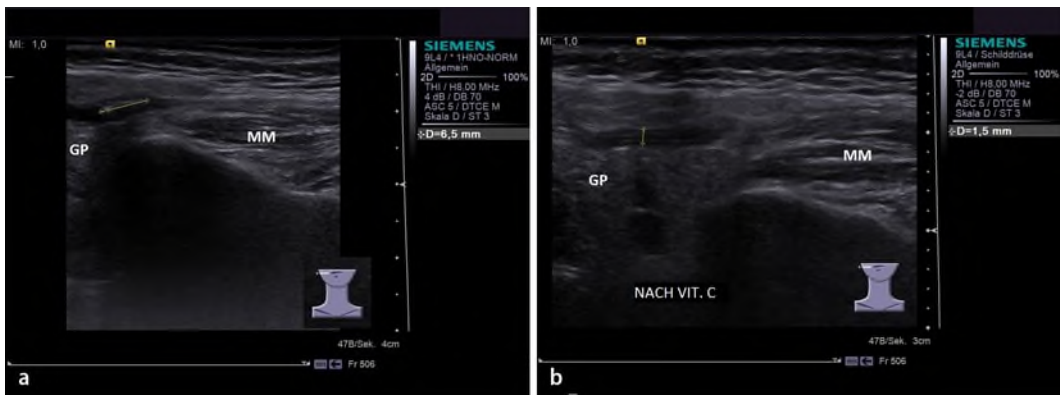 MI: 1,0
SIEMENS
9L4 / * 1HNO-NORM
Allgemein
2D 100%
THI / H8,00 MHz
4 dB / DB 70
ASC 5 / DTCE M
Skala D / ST 3
D=6,5 mm
GP
MM
47B/Sek. 4cm
Fr 506
a
MI: 1,0
SIEMENS
9L4 / Schilddrüse
Allgemein
2D 100%
THI / H8,00 MHz
-2 dB / DB 70
ASC 5 / DTCE M
Skala D / ST 3
D=1,5 mm
MM
GP
NACH VIT. C
47B/Sek. 3cm
Fr 506
b